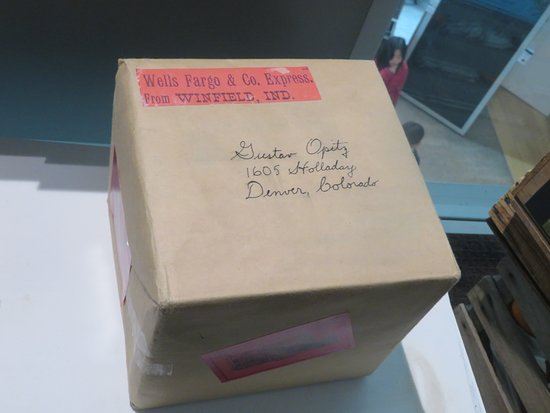 Wells Fargo & Co. Express.
From WINFIELD, IND.
Gustav Opitz
1605 Holladay
Denver, Colorado